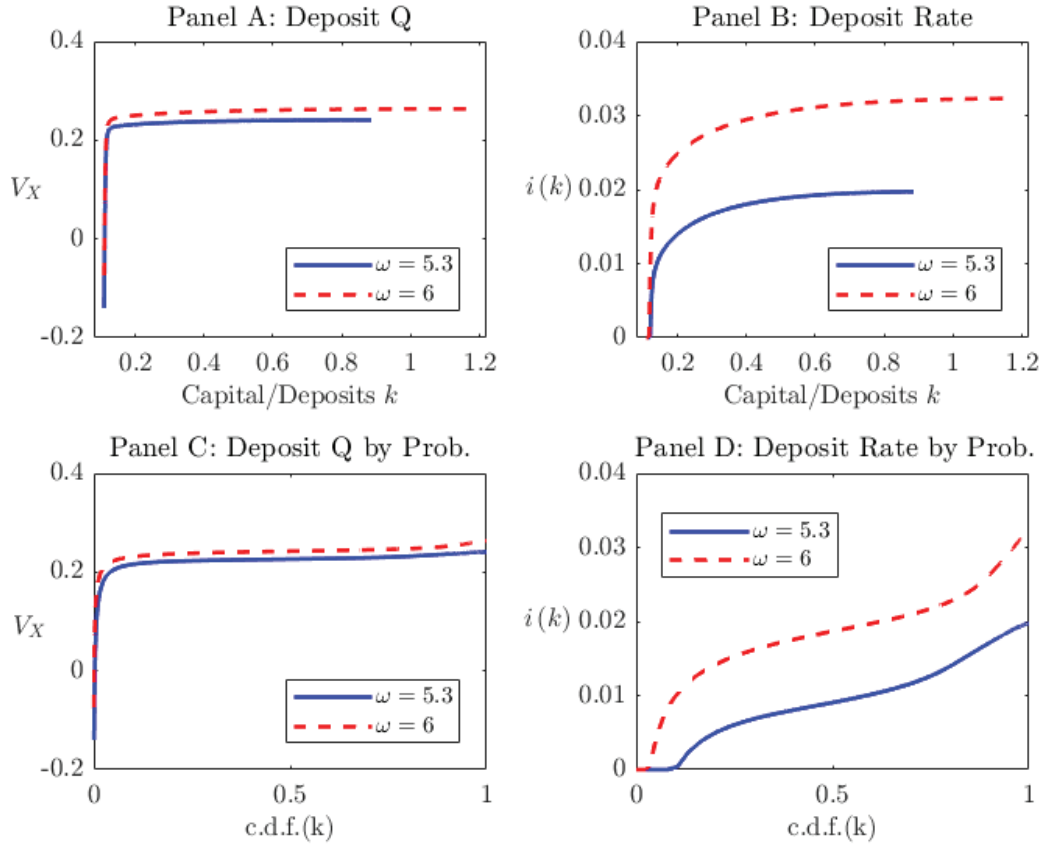 Panel A: Deposit Q
0.4
0.2
0
-0.2
V_X
ω = 5.3
ω = 6
0.2 0.4 0.6 0.8 1 1.2
Capital/Deposits k
Panel B: Deposit Rate
0.04
0.03
0.02
0.01
0
i(k)
ω = 5.3
ω = 6
0.2 0.4 0.6 0.8 1 1.2
Capital/Deposits k
Panel C: Deposit Q by Prob.
0.4
0.2
0
-0.2
V_X
ω = 5.3
ω = 6
0 0.5 1
c.d.f.(k)
Panel D: Deposit Rate by Prob.
0.04
0.03
0.02
0.01
0
i(k)
ω = 5.3
ω = 6
0 0.5 1
c.d.f.(k)